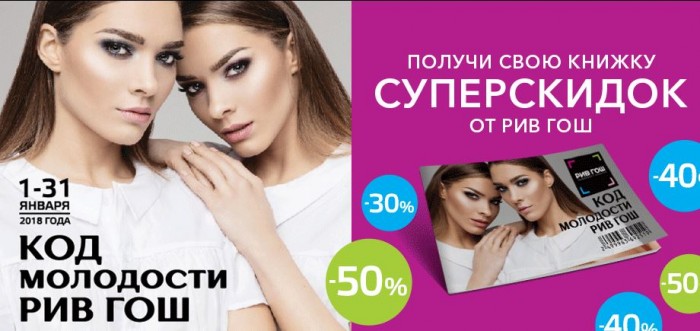 1-31
ЯНВАРЯ
2018 ГОДА
КОД
МОЛОДОСТИ
РИВ ГОШ
ПОЛУЧИ СВОЮ КНИЖКУ
СУПЕРСКИДОК
ОТ РИВ ГОШ
РИВ ГОШ
КОД
МОЛОДОСТИ
РИВ ГОШ
-30%
-40%
-50%
-50
-40%